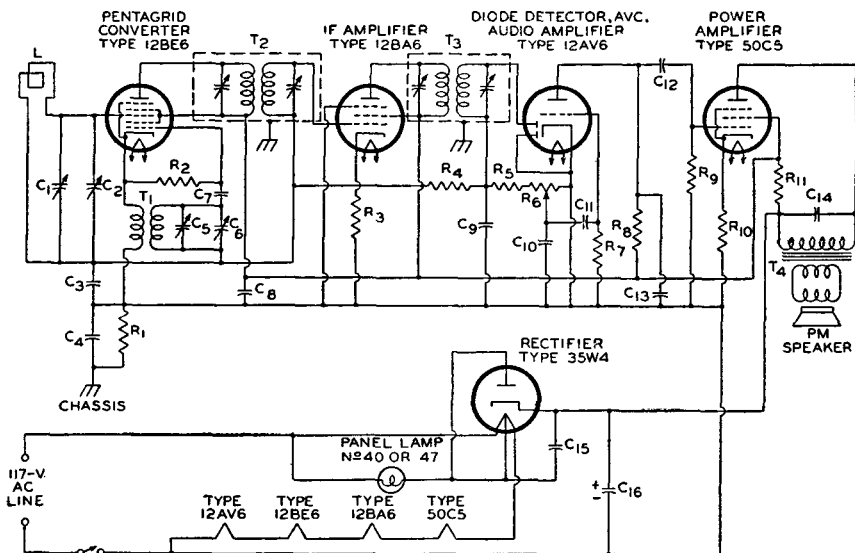 PENTAGRID
CONVERTER
TYPE 12BE6
T2
IF AMPLIFIER
TYPE 12BA6
T3
DIODE DETECTOR, AVC,
AUDIO AMPLIFIER
TYPE 12AV6
POWER
AMPLIFIER
TYPE 50C5
L
C12
C1
C2
R2
C7
T1
C5
C6
R3
R4
R5
R6
C9
C10
C11
R7
R8
R9
R10
R11
C14
C3
C8
C13
T4
C4
R1
CHASSIS
PM
SPEAKER
RECTIFIER
TYPE 35W4
PANEL LAMP
Nº40 OR 47
C15
+
-
C16
117-V.
AC
LINE
TYPE
12AV6
TYPE
12BE6
TYPE
12BA6
TYPE
50C5